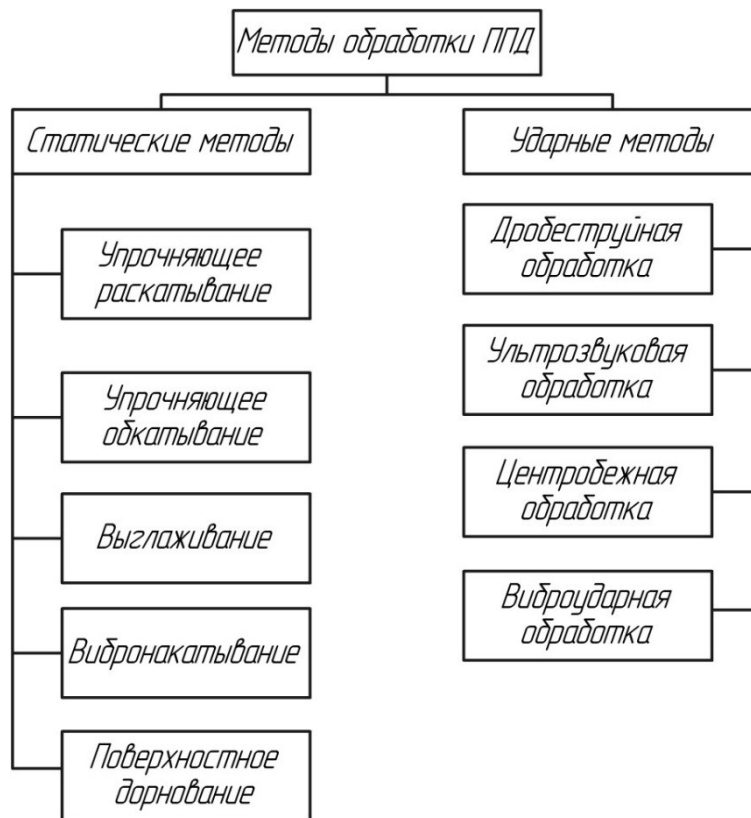 Методы обработки ППД
Статические методы
Упрочняющее
раскатывание
Упрочняющее
обкатывание
Выглаживание
Вибронакатывание
Поверхностное
дорнование
Ударные методы
Дробеструйная
обработка
Ультрозвуковая
обработка
Центробежная
обработка
Виброударная
обработка